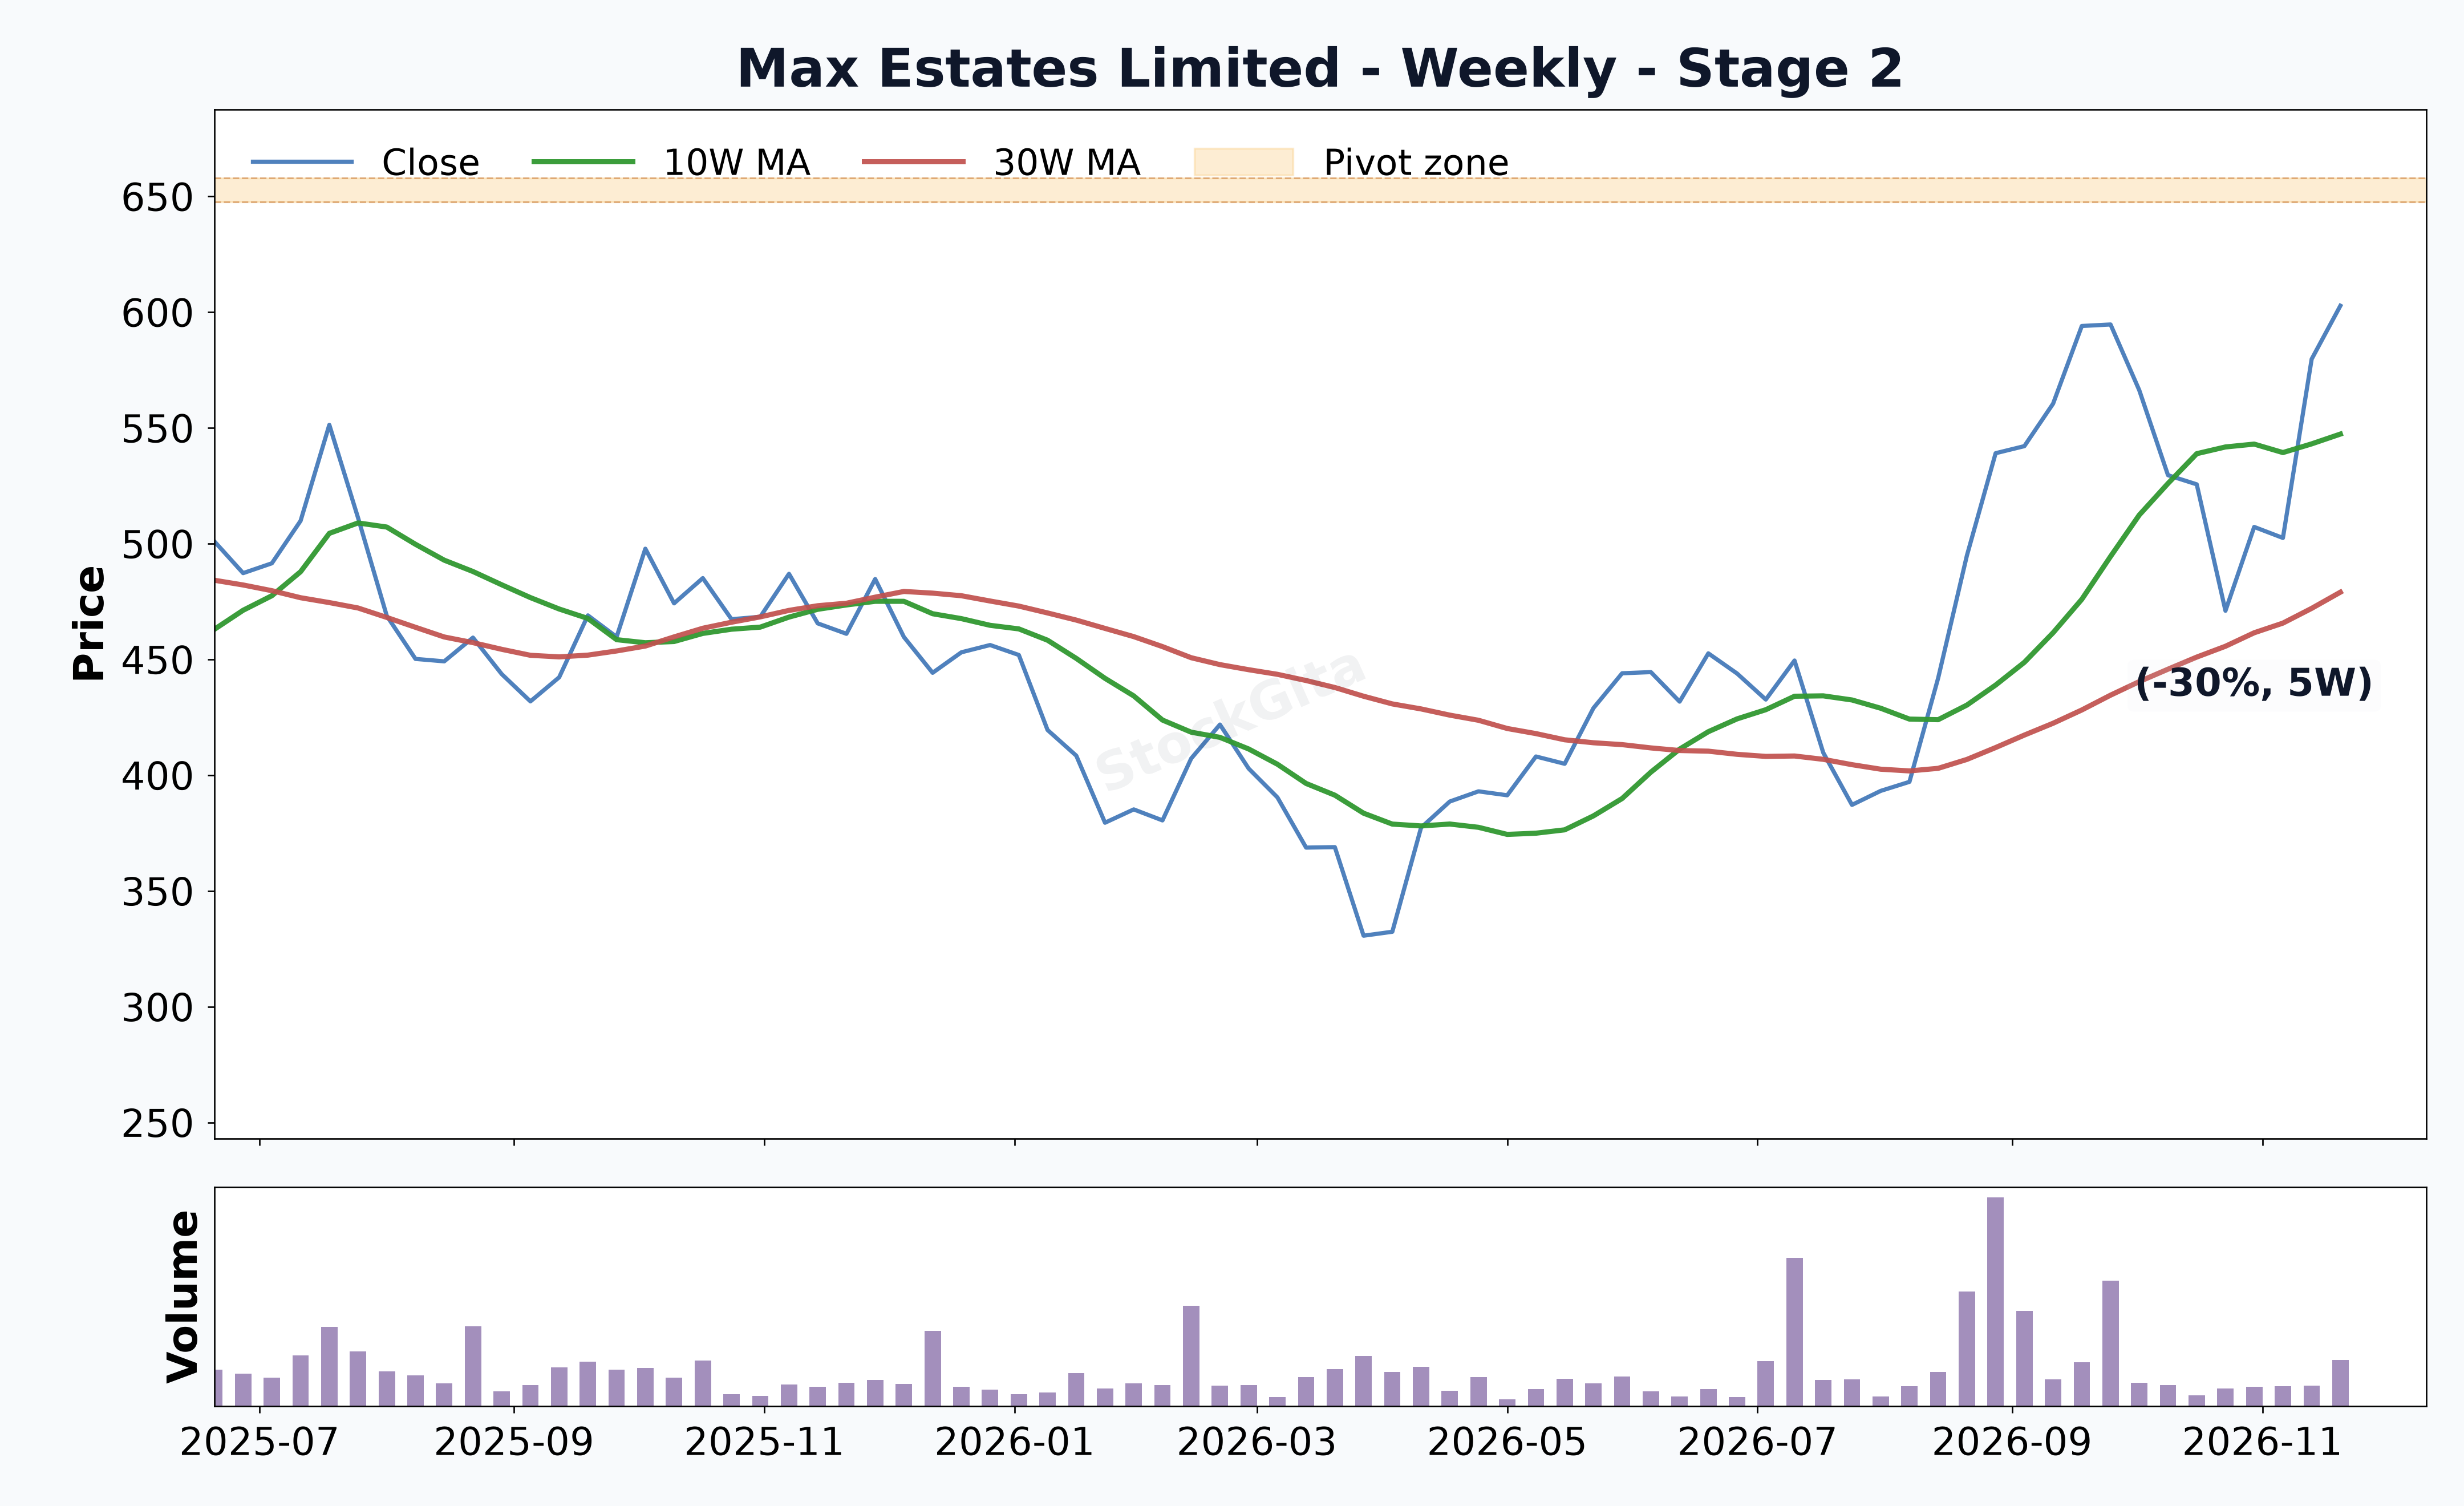 Max Estates Limited - Weekly - Stage 2
Close
10W MA
30W MA
Pivot zone
Price
650
600
550
500
450
400
350
300
250
(-30%, 5W)
StockGita
Volume
2025-07
2025-09
2025-11
2026-01
2026-03
2026-05
2026-07
2026-09
2026-11